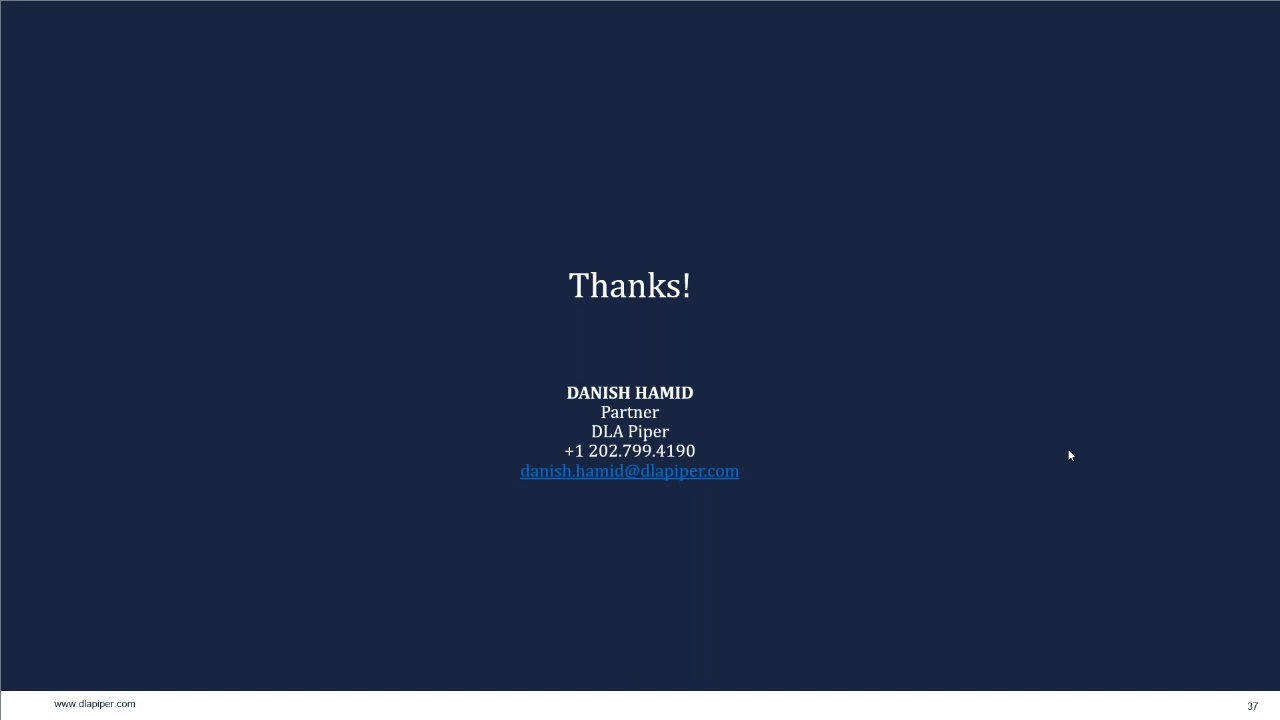 Thanks!
DANISH HAMID
Partner
DLA Piper
+1 202.799.4190
danish.hamid@dlapiper.com
www.dlapiper.com
37